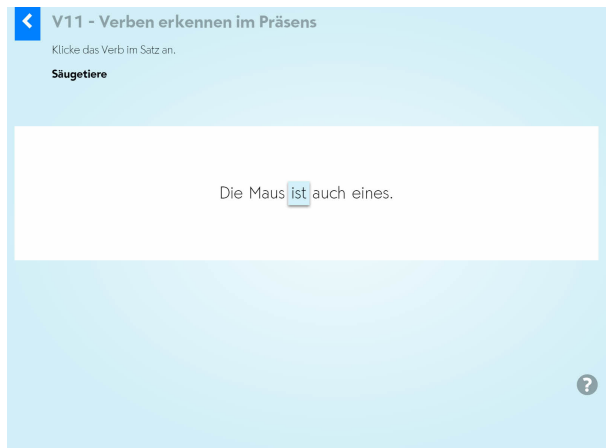 V11 - Verben erkennen im Präsens
Klicke das Verb im Satz an.
Säugetiere
Die Maus ist auch eines.
?